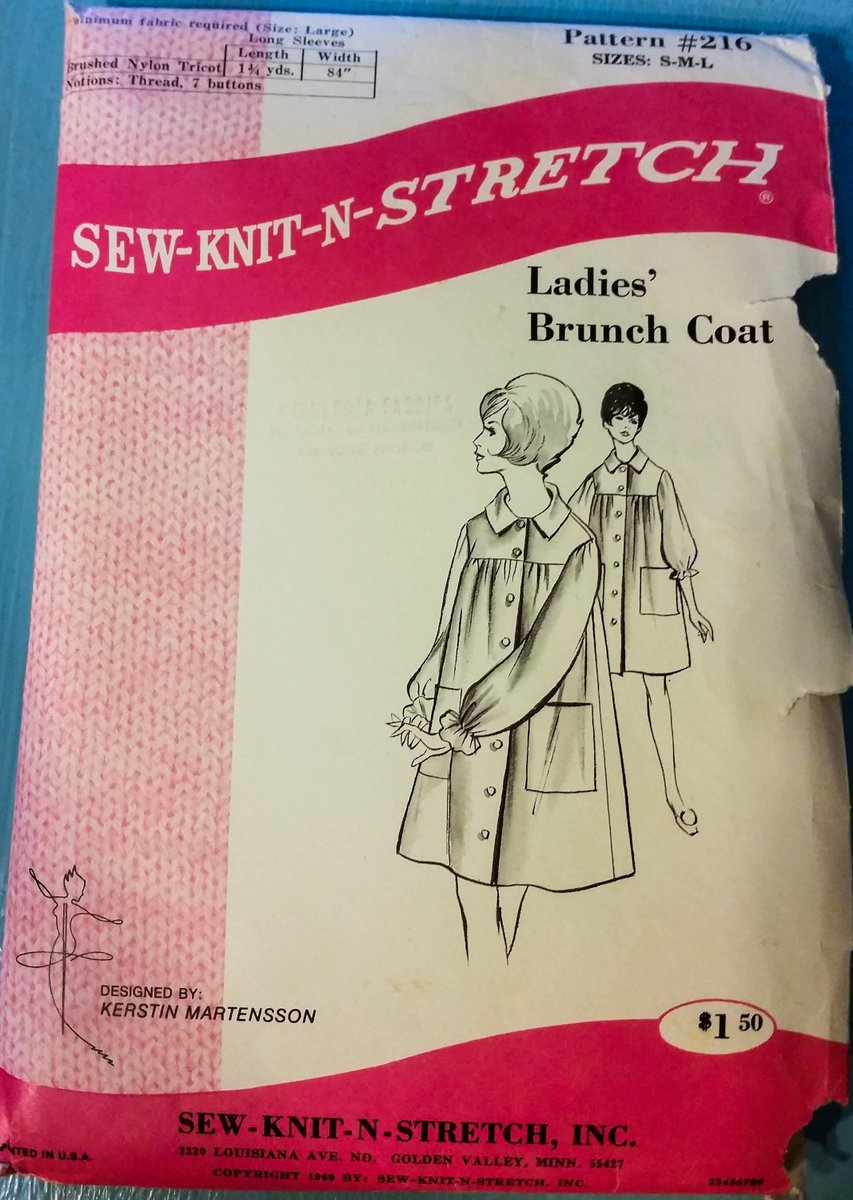 inimum fabric required (Size: Large)
Long Sleeves
Length Width
Brushed Nylon Tricot 1¾ yds. 84"
Notions: Thread, 7 buttons
Pattern #216
SIZES: S-M-L
SEW-KNIT-N-STRETCH®
Ladies'
Brunch Coat
AND VOGUE PATTERNS
DESIGNED BY:
KERSTIN MARTENSSON
$1 50
SEW-KNIT-N-STRETCH, INC.
2320 LOUISIANA AVE. NO. GOLDEN VALLEY, MINN. 55427
COPYRIGHT 1969 BY: SEW-KNIT-N-STRETCH, INC.
NTED IN U.S.A.
23456789